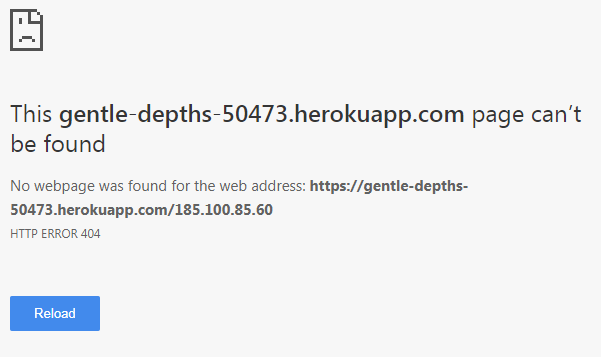 This gentle-depths-50473.herokuapp.com page can't
be found
No webpage was found for the web address: https://gentle-depths-
50473.herokuapp.com/185.100.85.60
HTTP ERROR 404
Reload